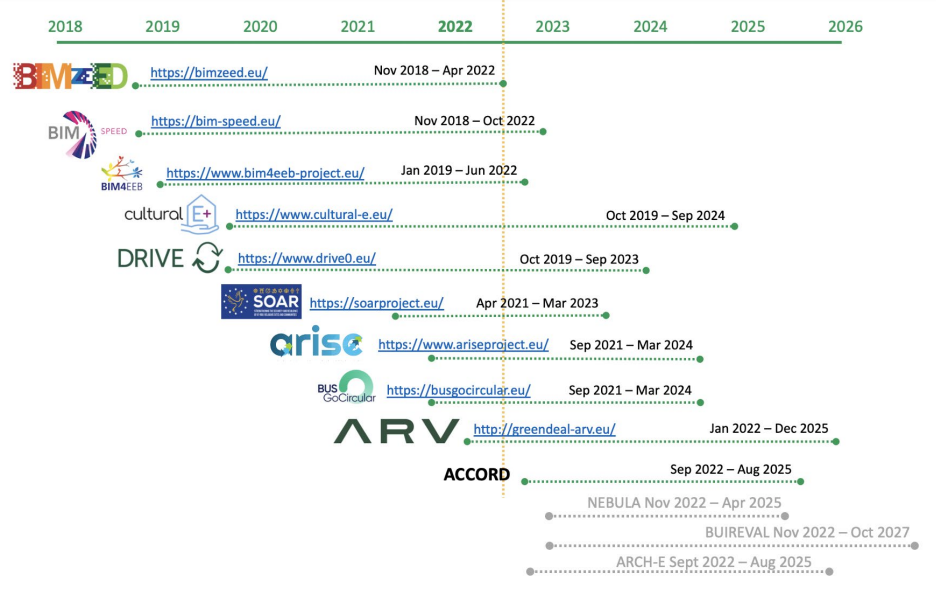 2018 2019 2020 2021 2022 2023 2024 2025 2026
BIMzeED https://bimzeed.eu/ Nov 2018 – Apr 2022
BIM SPEED https://bim-speed.eu/ Nov 2018 – Oct 2022
BIM4EEB https://www.bim4eeb-project.eu/ Jan 2019 – Jun 2022
cultural E+ https://www.cultural-e.eu/ Oct 2019 – Sep 2024
DRIVE https://www.drive0.eu/ Oct 2019 – Sep 2023
SOAR https://soarproject.eu/ Apr 2021 – Mar 2023
arise https://www.ariseproject.eu/ Sep 2021 – Mar 2024
BUS
GoCircular https://busgocircular.eu/ Sep 2021 – Mar 2024
ARV http://greendeal-arv.eu/ Jan 2022 – Dec 2025
ACCORD Sep 2022 – Aug 2025
NEBULA Nov 2022 – Apr 2025
BUIREVAL Nov 2022 – Oct 2027
ARCH-E Sept 2022 – Aug 2025